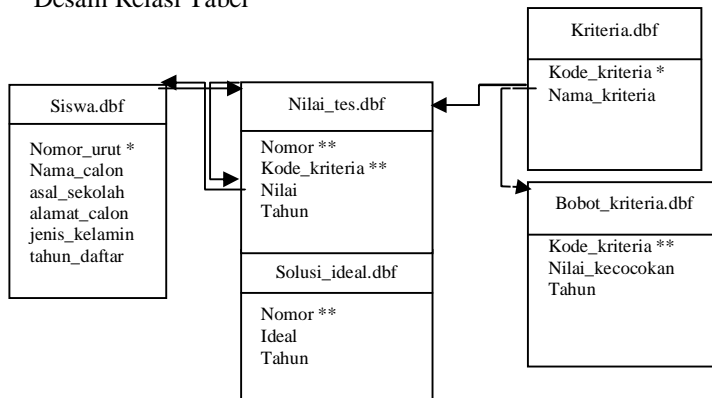 Desain Relasi Tabel
Kriteria.dbf
Kode_kriteria *
Nama_kriteria
Siswa.dbf
Nomor_urut *
Nama_calon
asal_sekolah
alamat_calon
jenis_kelamin
tahun_daftar
Nilai_tes.dbf
Nomor **
Kode_kriteria **
Nilai
Tahun
Solusi_ideal.dbf
Nomor **
Ideal
Tahun
Bobot_kriteria.dbf
Kode_kriteria **
Nilai_kecocokan
Tahun